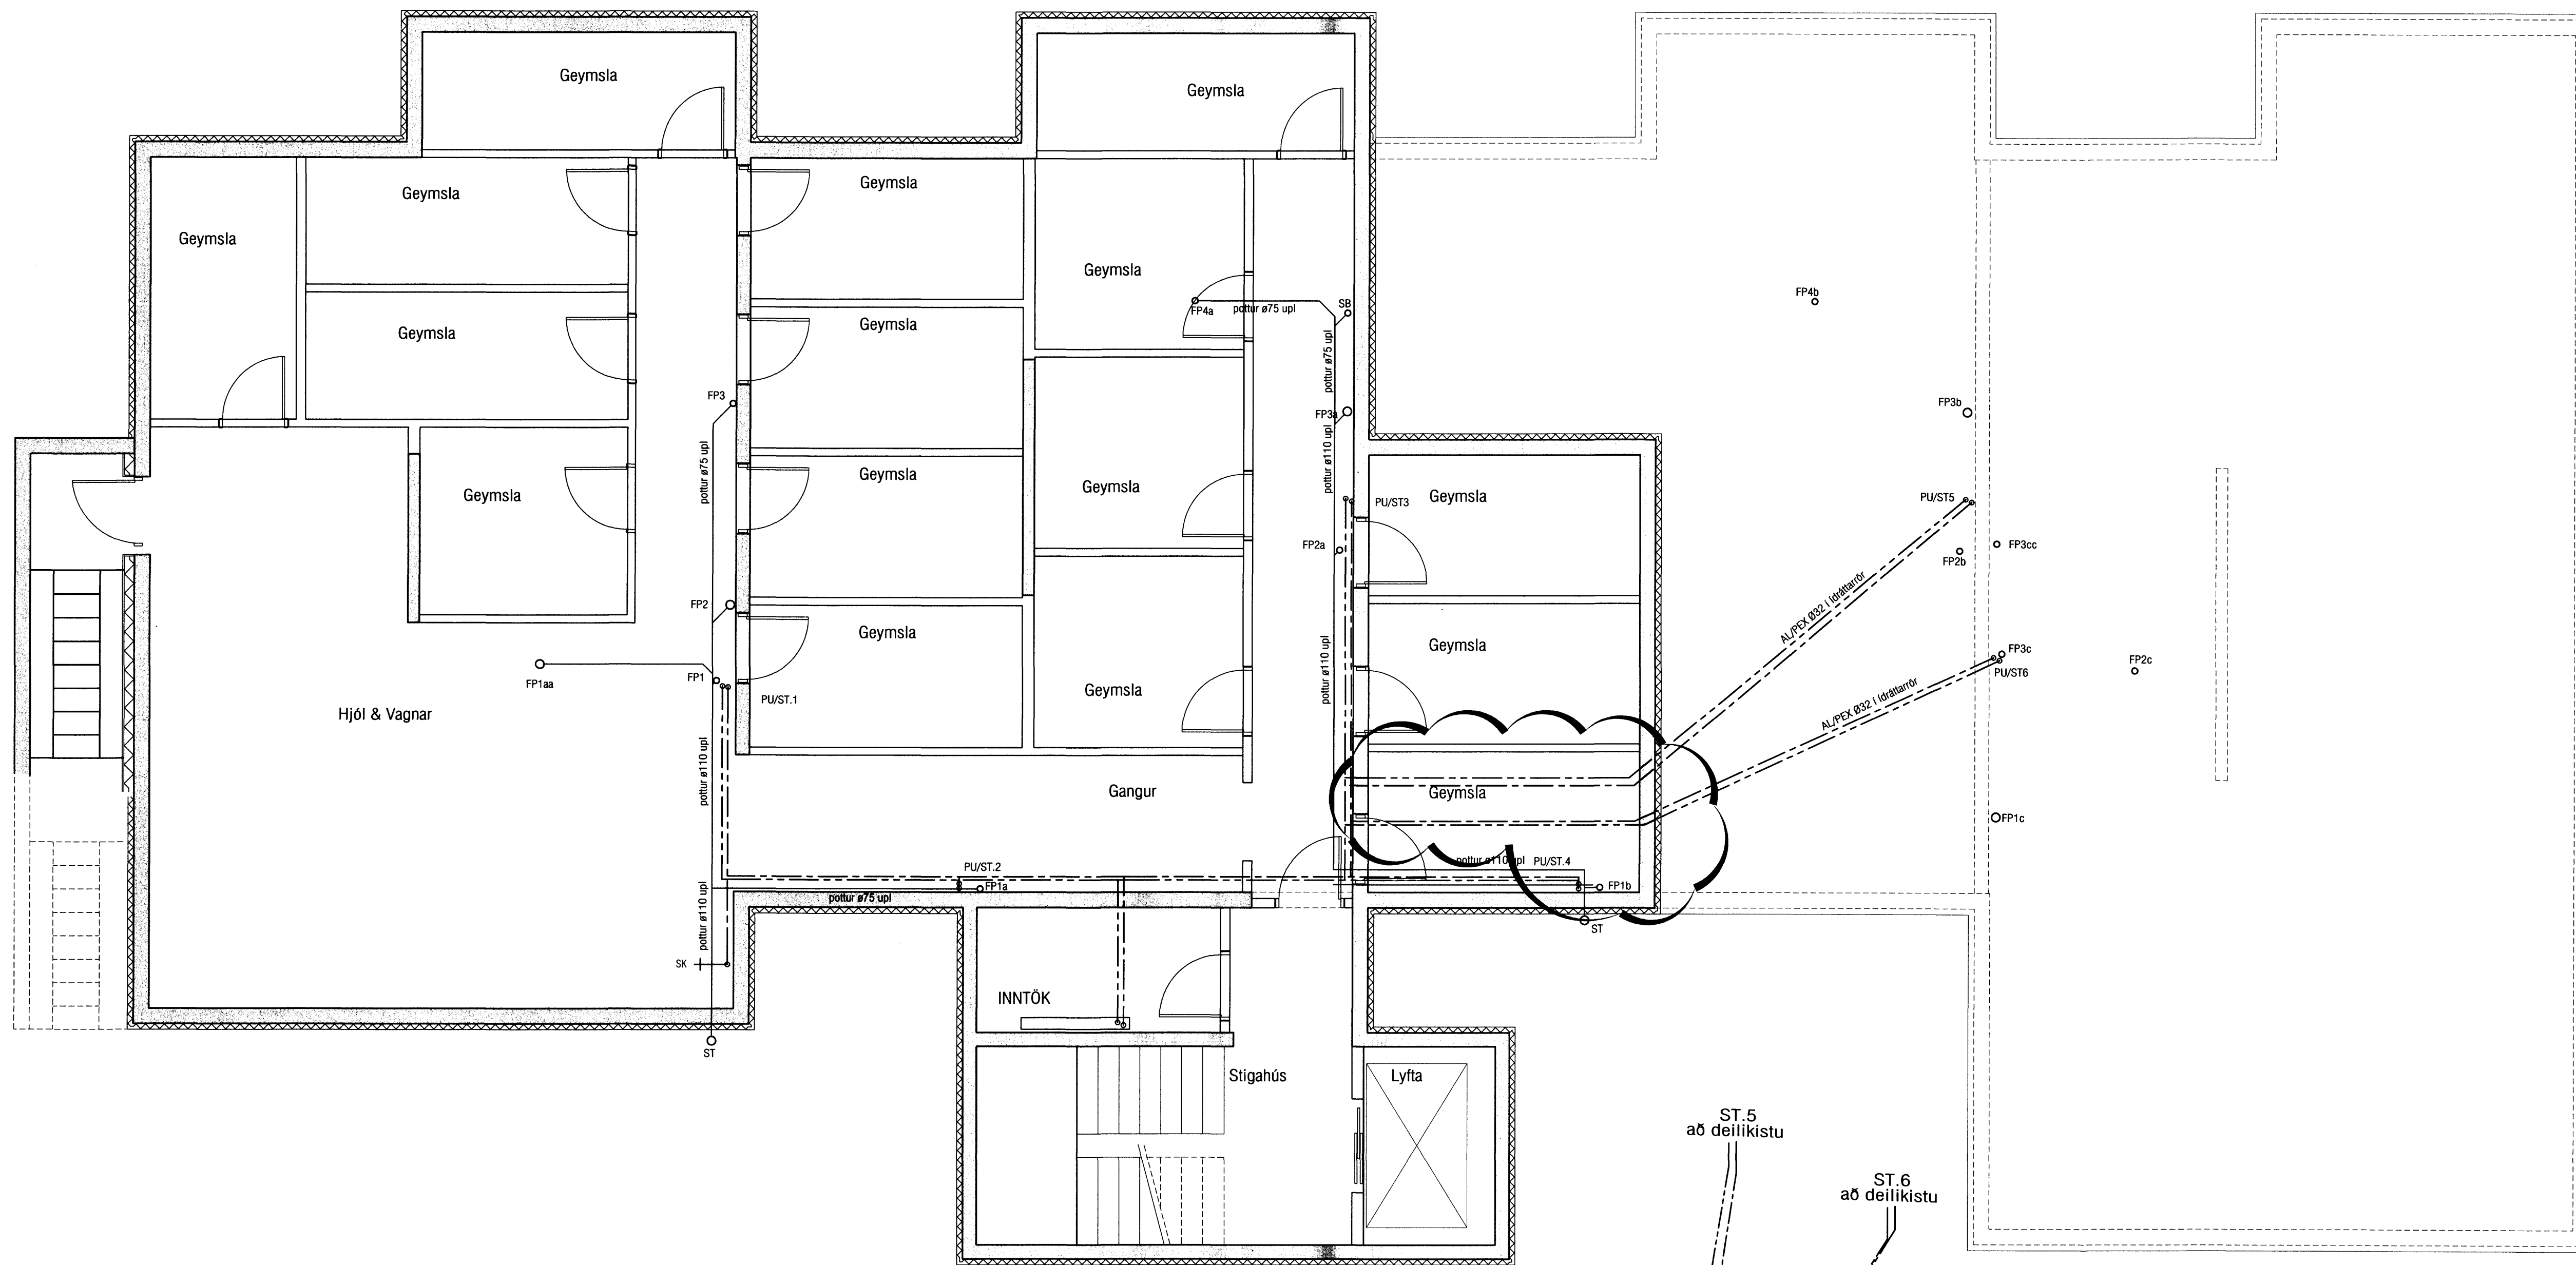 Geymsla
Geymsla
Geymsla
Geymsla
Geymsla
Geymsla
Geymsla
Geymsla
Geymsla
FP4a
pottur ø75 upl
SB
FP4b
pottur ø75 upl
FP3
FP3a
FP3b
pottur ø75 upl
pottur ø110 upl
Geymsla
Geymsla
Geymsla
Geymsla
PU/ST3
PU/ST5
FP2a
FP2b
FP3cc
AL/PEX Ø32 í ídráttarrör
FP2
Geymsla
Geymsla
FP1aa
FP1
PU/ST.1
pottur ø110 upl
Geymsla
FP3c
PU/ST6
FP2c
AL/PEX Ø32 í ídráttarrör
Hjól & Vagnar
pottur ø110 upl
Gangur
Geymsla
FP1c
PU/ST.2
FP1a
pottur ø110 upl
PU/ST.4
FP1b
pottur ø75 upl
pottur ø110 upl
ST
SK
INNTÖK
ST
Stigahús
Lyfta
ST.5
að deilikistu
ST.6
að deilikistu